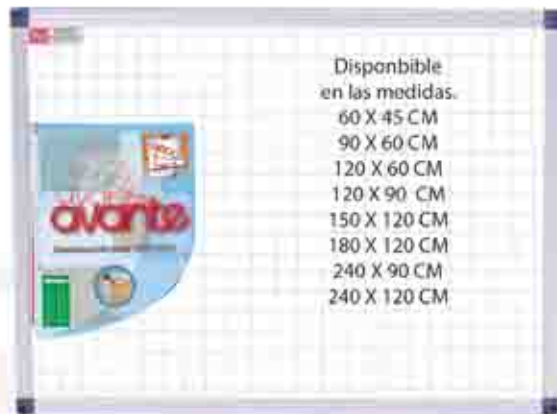 avante
Disponbible
en las medidas.
60 X 45 CM
90 X 60 CM
120 X 60 CM
120 X 90 CM
150 X 120 CM
180 X 120 CM
240 X 90 CM
240 X 120 CM